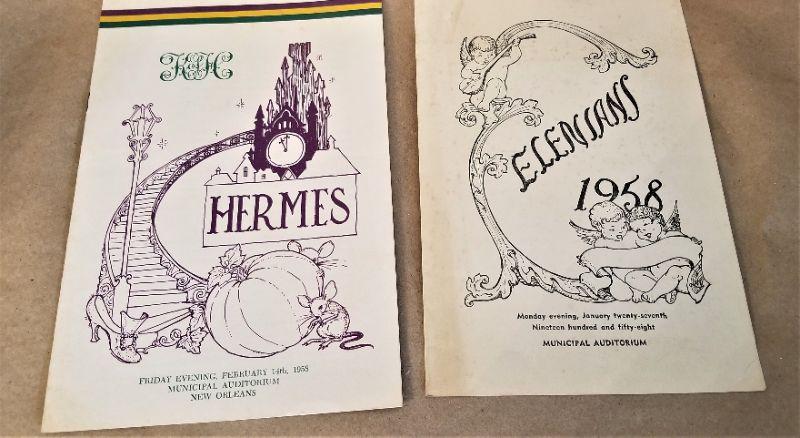 HERMES
FRIDAY EVENING, FEBRUARY 14th, 1958
MUNICIPAL AUDITORIUM
NEW ORLEANS
ELENIANS
1958
Monday evening, January twenty-seventh,
Nineteen hundred and fifty-eight
MUNICIPAL AUDITORIUM